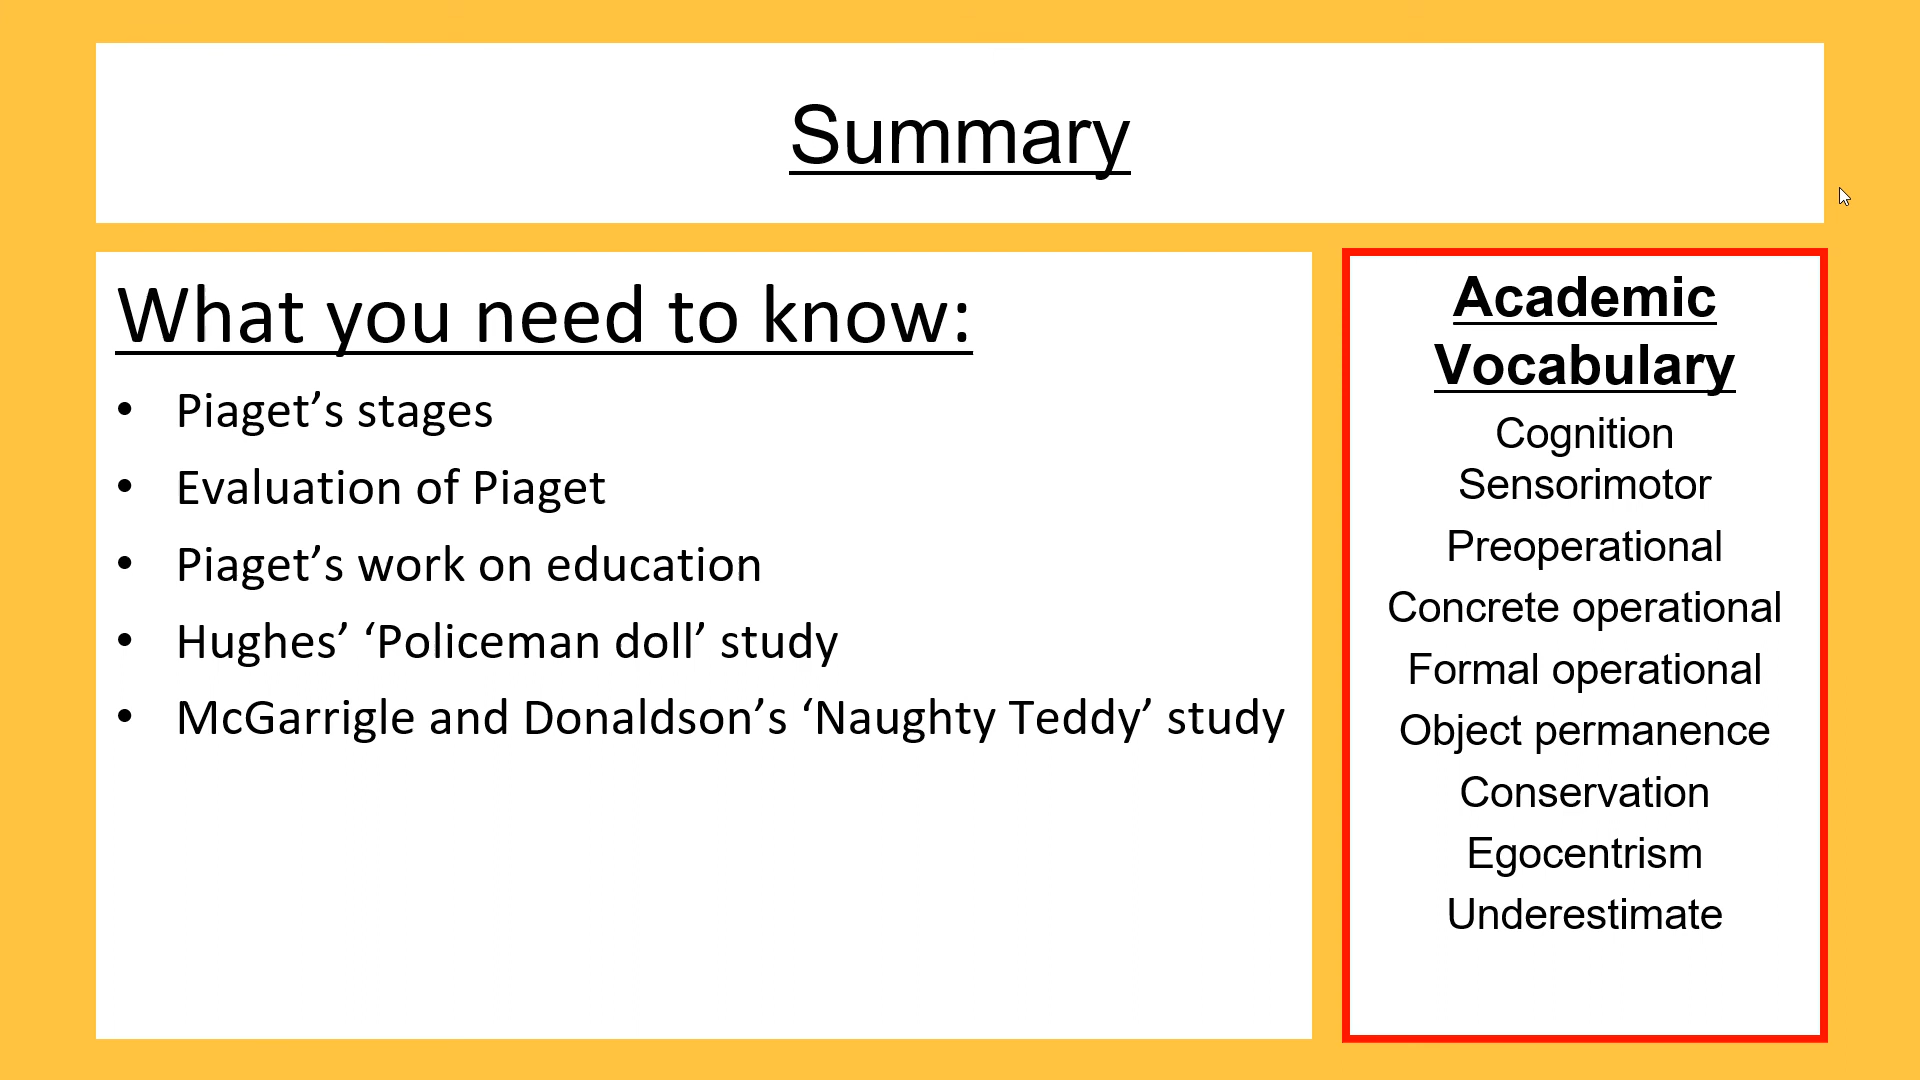 Summary
What you need to know:
• Piaget’s stages
• Evaluation of Piaget
• Piaget’s work on education
• Hughes’ ‘Policeman doll’ study
• McGarrigle and Donaldson’s ‘Naughty Teddy’ study
Academic
Vocabulary
Cognition
Sensorimotor
Preoperational
Concrete operational
Formal operational
Object permanence
Conservation
Egocentrism
Underestimate